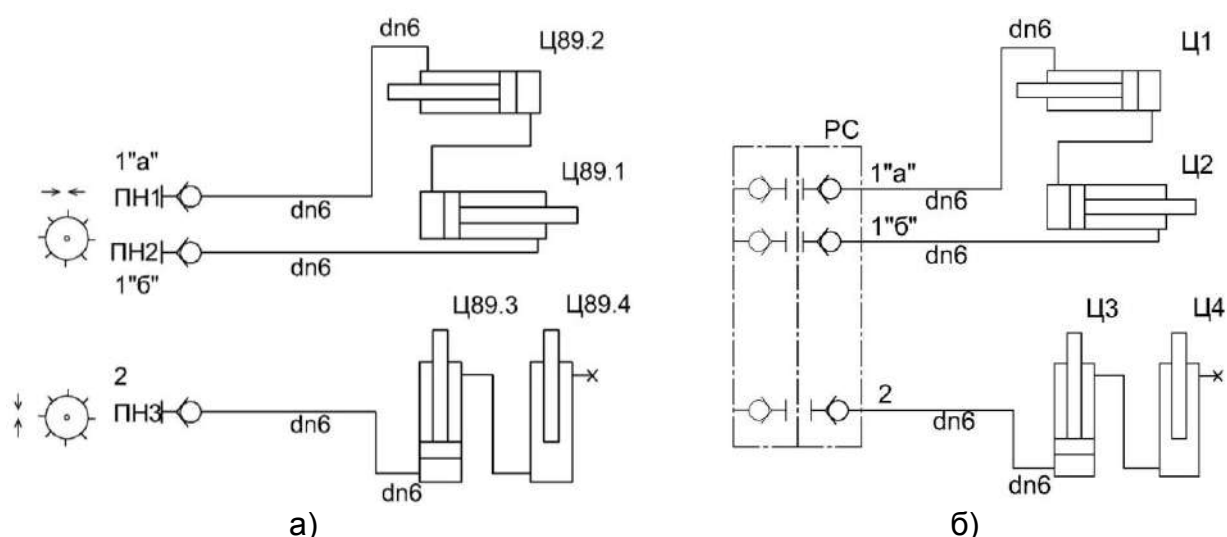 dn6
Ц89.2
1"а"
ПН1
dn6
Ц89.1
ПН2
dn6
1"б"
Ц89.3
Ц89.4
2
ПН3
dn6
dn6
а)
dn6
Ц1
РС
1"а"
dn6
Ц2
1"б"
dn6
Ц3
Ц4
2
dn6
dn6
б)